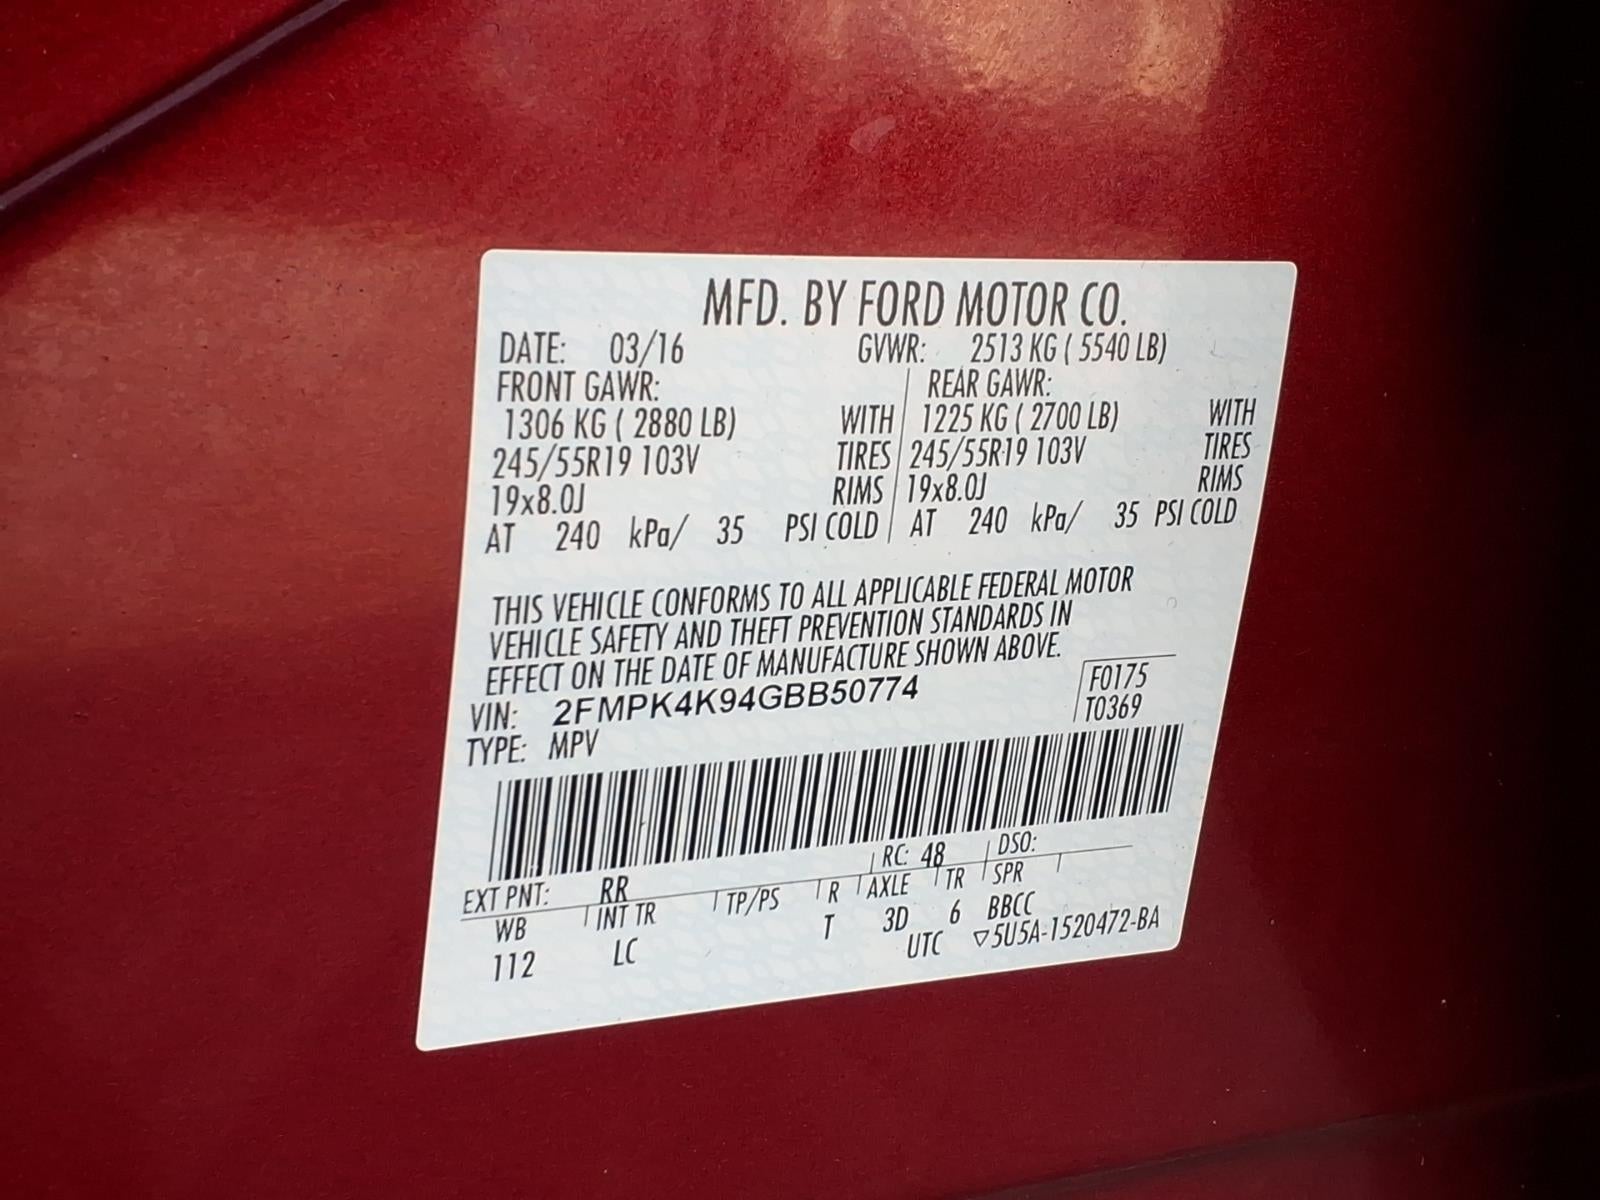 MFD. BY FORD MOTOR CO.
DATE: 03/16 GVWR: 2513 KG ( 5540 LB)
FRONT GAWR: REAR GAWR:
1306 KG ( 2880 LB) WITH 1225 KG ( 2700 LB) WITH
245/55R19 103V TIRES 245/55R19 103V TIRES
19x8.0J RIMS 19x8.0J RIMS
AT 240 kPa/ 35 PSI COLD AT 240 kPa/ 35 PSI COLD
THIS VEHICLE CONFORMS TO ALL APPLICABLE FEDERAL MOTOR
VEHICLE SAFETY AND THEFT PREVENTION STANDARDS IN
EFFECT ON THE DATE OF MANUFACTURE SHOWN ABOVE.
VIN: 2FMPK4K94GBB50774 F0175
TYPE: MPV T0369
EXT PNT: RR RC: 48 DSO:
WB INT TR TP/PS R AXLE TR SPR
112 LC T 3D 6 BBCC
UTC ▽5U5A-1520472-BA